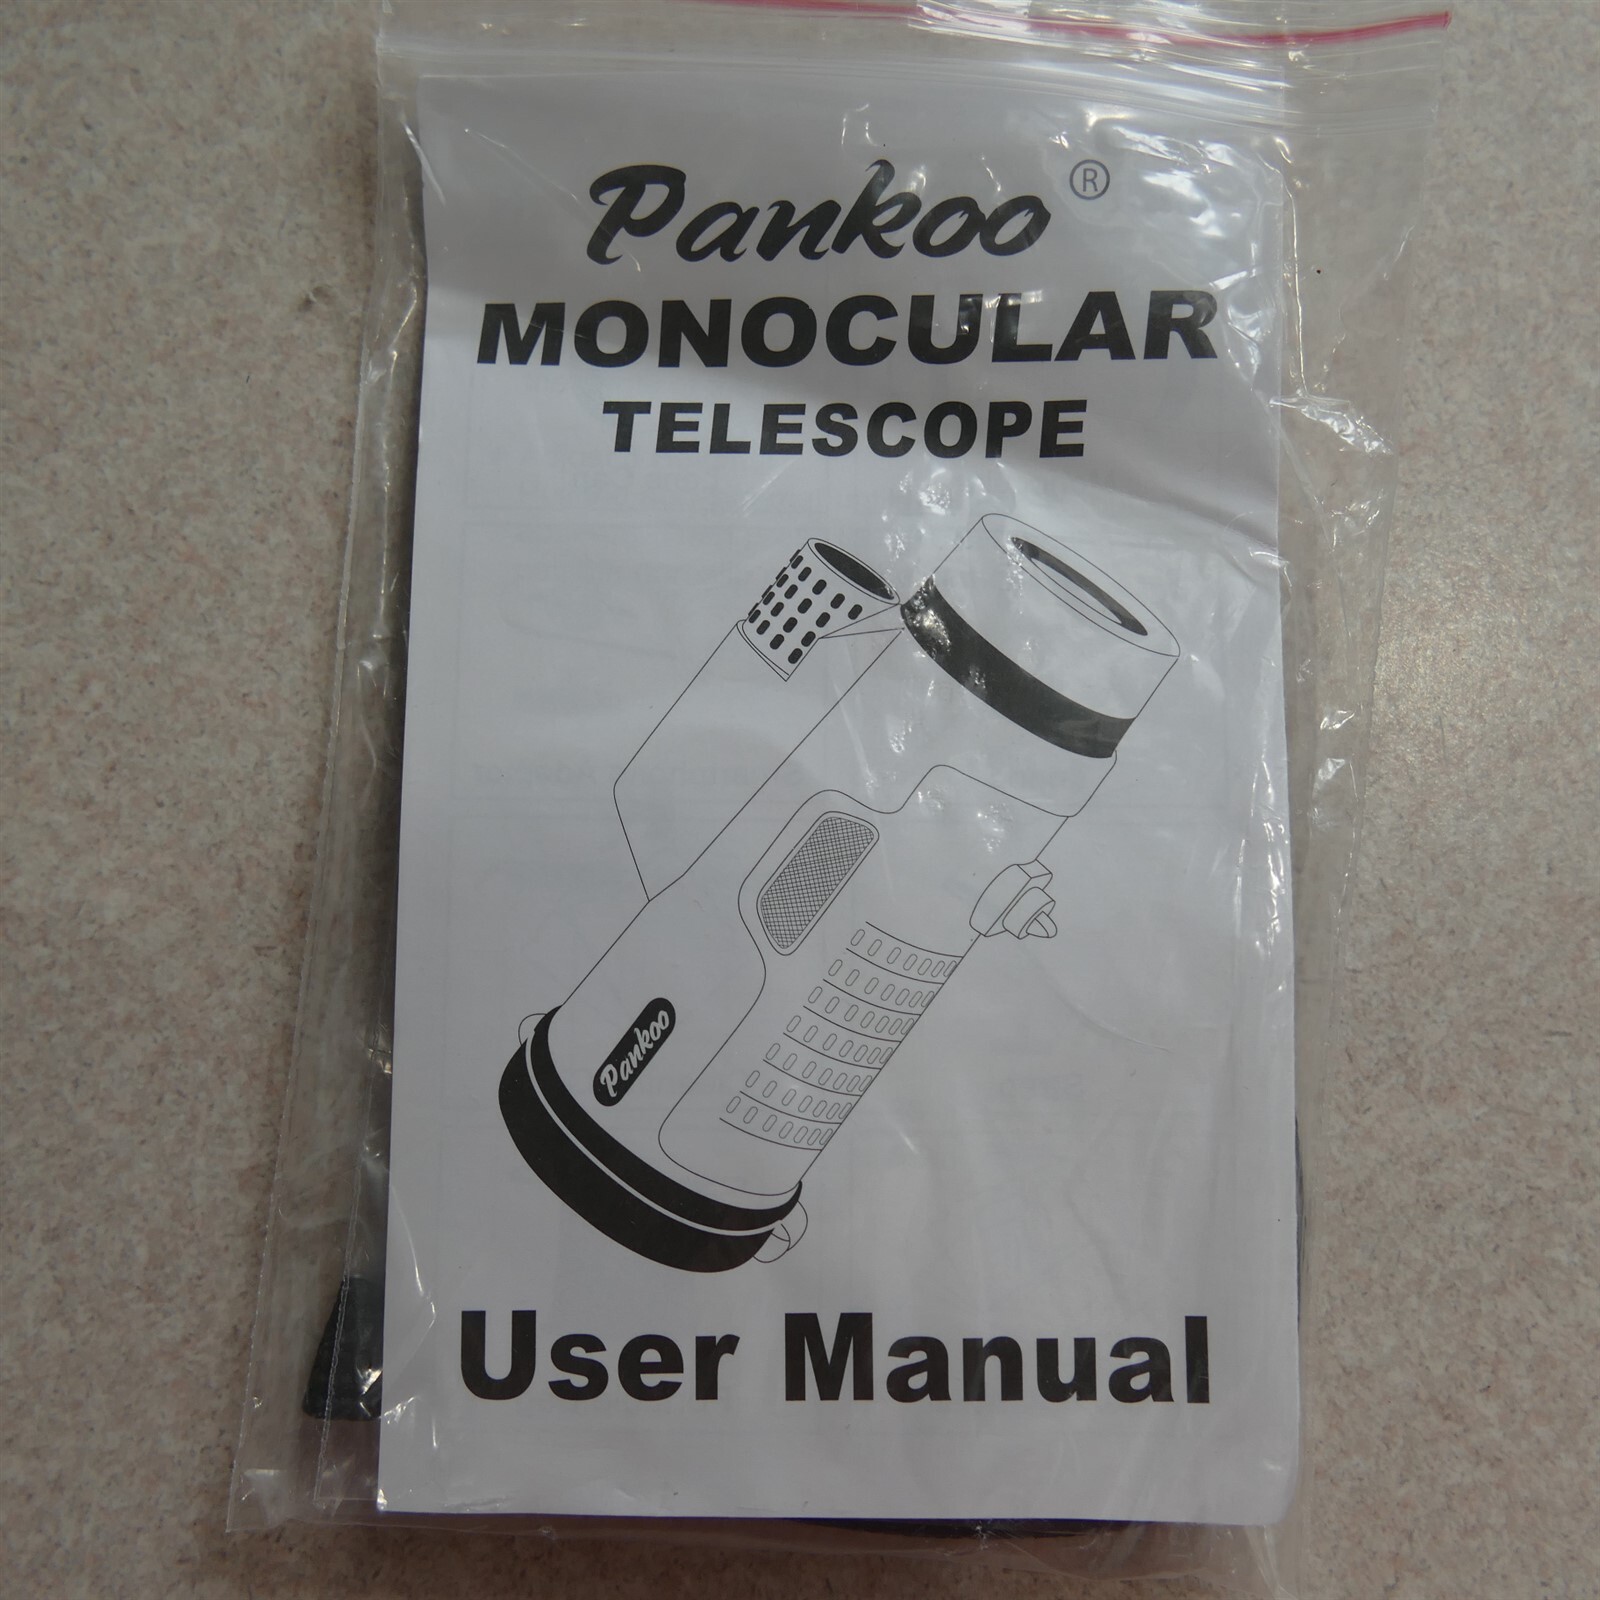 Pankoo ®
MONOCULAR
TELESCOPE
Pankoo
User Manual